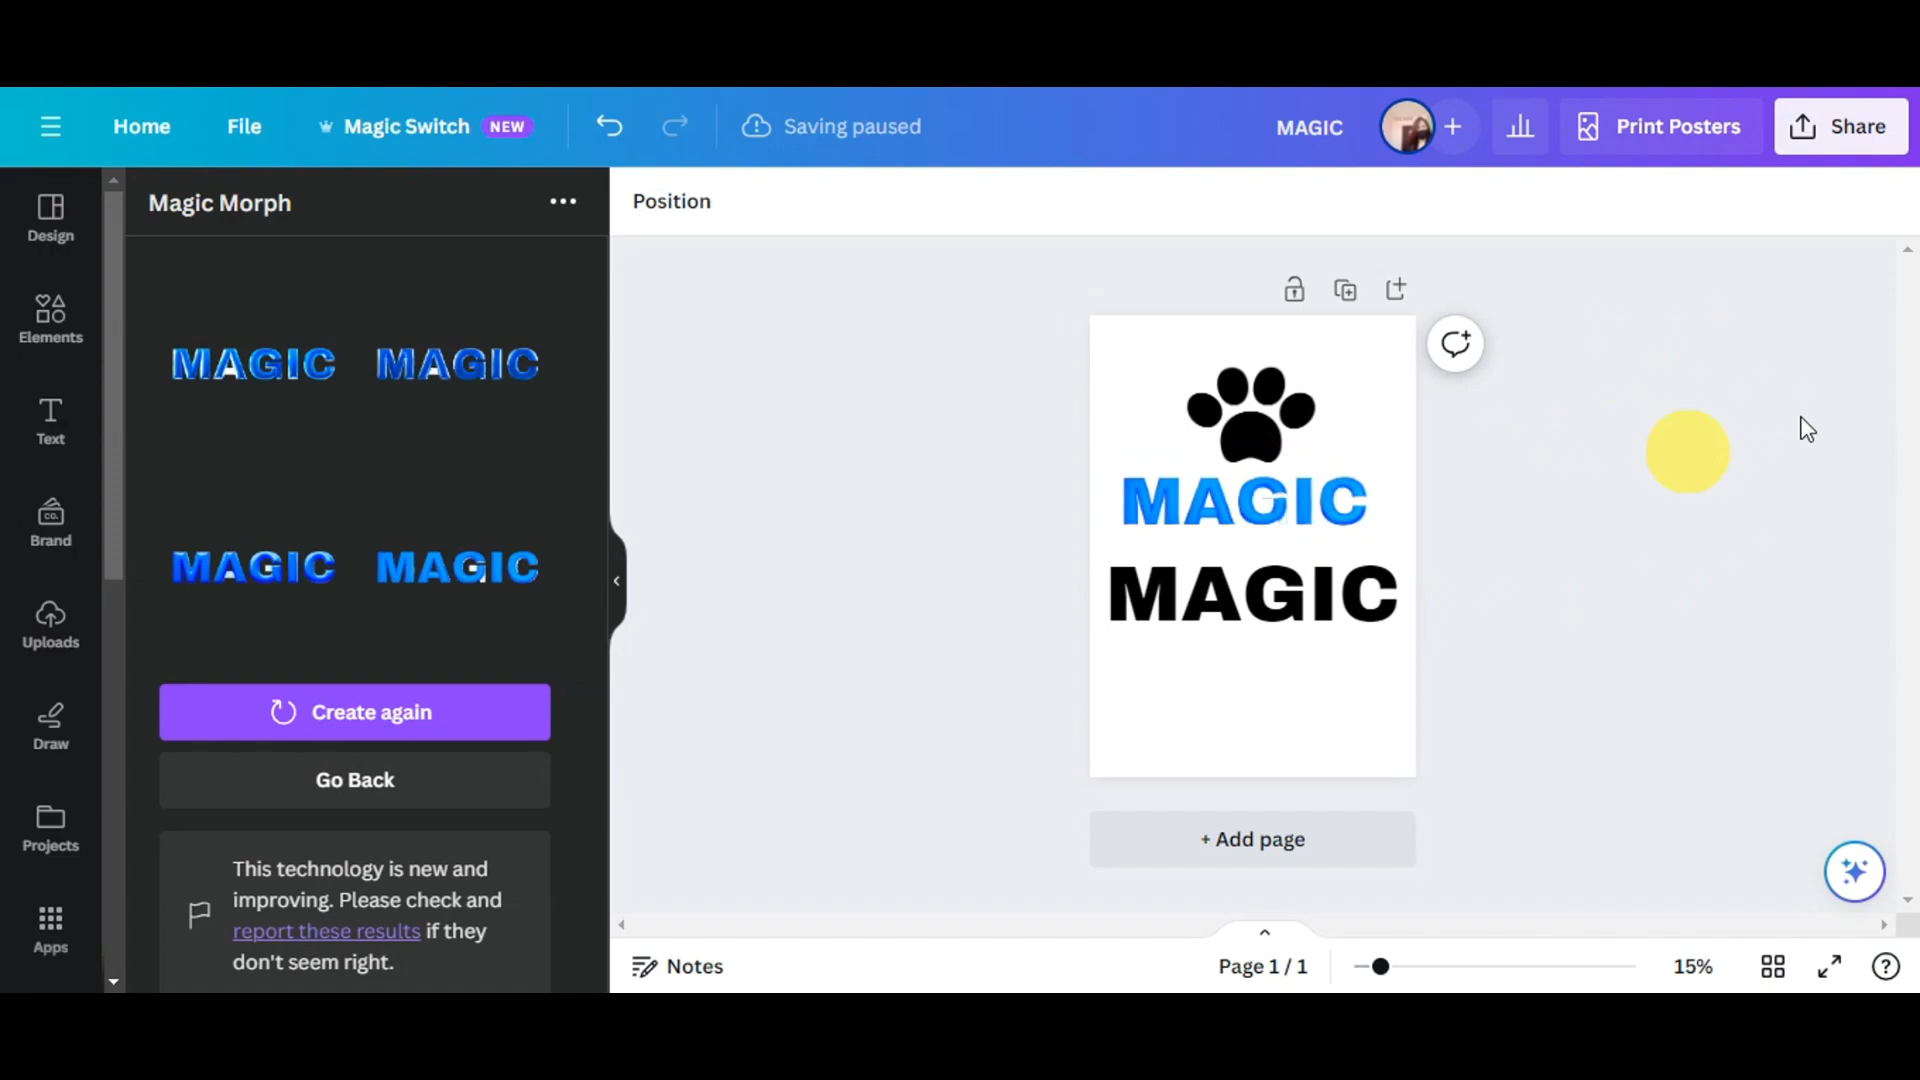 Home
File
Magic Switch
NEW
Saving paused
MAGIC
Print Posters
Share
Design
Elements
Text
CO.
Brand
Uploads
Draw
Projects
Apps
Magic Morph
MAGIC
MAGIC
MAGIC
MAGIC
Create again
Go Back
This technology is new and
improving. Please check and
report these results if they
don't seem right.
Position
MAGIC
MAGIC
+ Add page
Notes
Page 1 / 1
15%